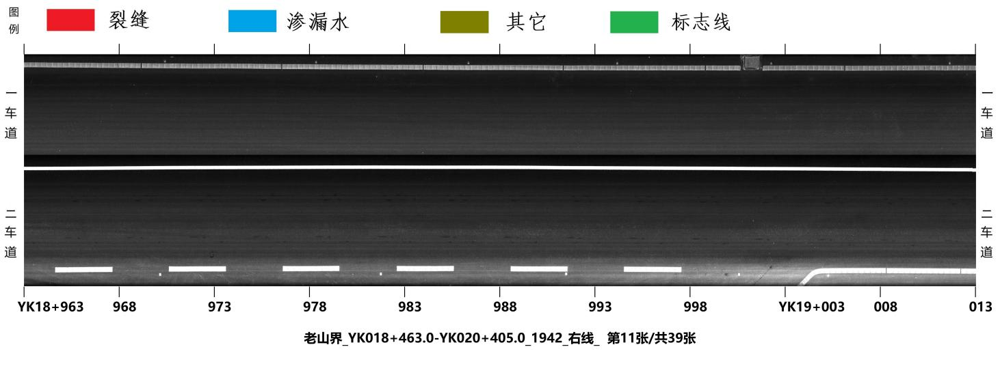 图例 裂缝 渗漏水 其它 标志线
一车道 一车道
二车道 二车道
YK18+963 968 973 978 983 988 993 998 YK19+003 008 013
老山界_YK018+463.0-YK020+405.0_1942_右线_ 第11张/共39张